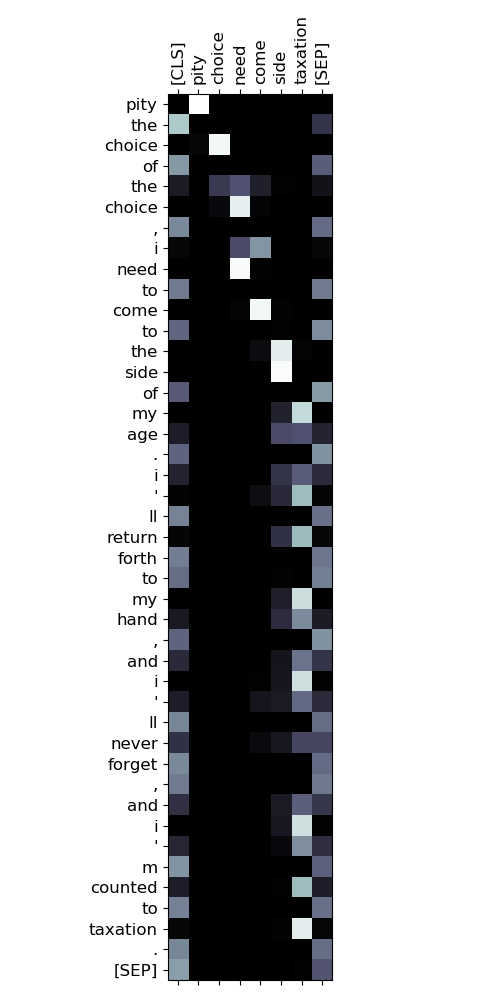 [CLS] pity choice need come side taxation [SEP]
pity
the
choice
of
the
choice
,
i
need
to
come
to
the
side
of
my
age
.
i
'
ll
return
forth
to
my
hand
,
and
i
'
ll
never
forget
,
and
i
'
m
counted
to
taxation
.
[SEP]